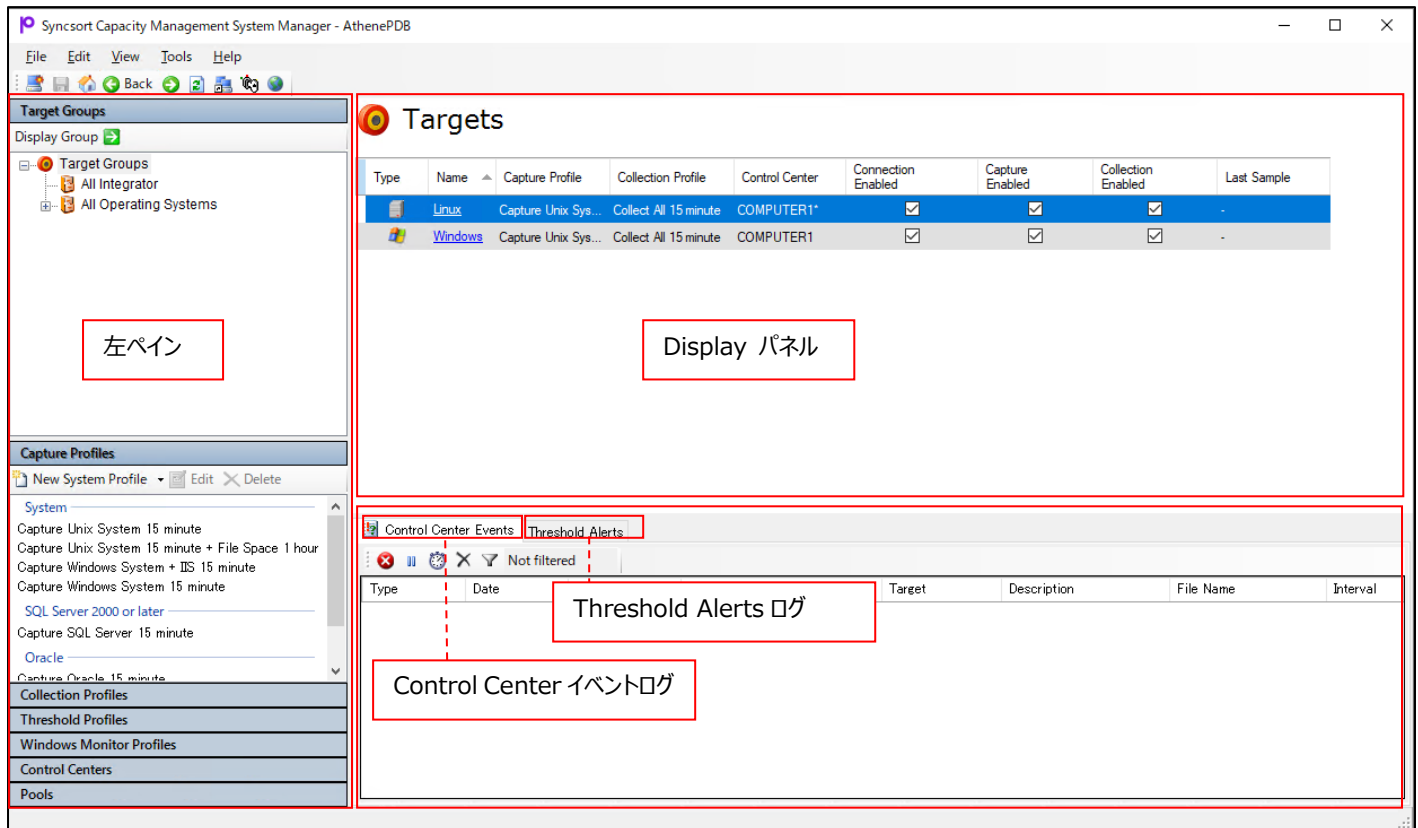 Syncsort Capacity Management System Manager - AthenePDB
File Edit View Tools Help
Back
Target Groups
Display Group
Target Groups
All Integrator
All Operating Systems
左ペイン
Capture Profiles
New System Profile Edit Delete
System
Capture Unix System 15 minute
Capture Unix System 15 minute + File Space 1 hour
Capture Windows System + IIS 15 minute
Capture Windows System 15 minute
SQL Server 2000 or later
Capture SQL Server 15 minute
Oracle
Capture Oracle 15 minute
Collection Profiles
Threshold Profiles
Windows Monitor Profiles
Control Centers
Pools
Targets
Type Name Capture Profile Collection Profile Control Center Connection Enabled Capture Enabled Collection Enabled Last Sample
Linux Capture Unix Sys... Collect All 15 minute COMPUTER1* -
Windows Capture Unix Sys... Collect All 15 minute COMPUTER1 -
Display パネル
Control Center Events Threshold Alerts
Not filtered
Type Date Target Description File Name Interval
Threshold Alerts ログ
Control Center イベントログ